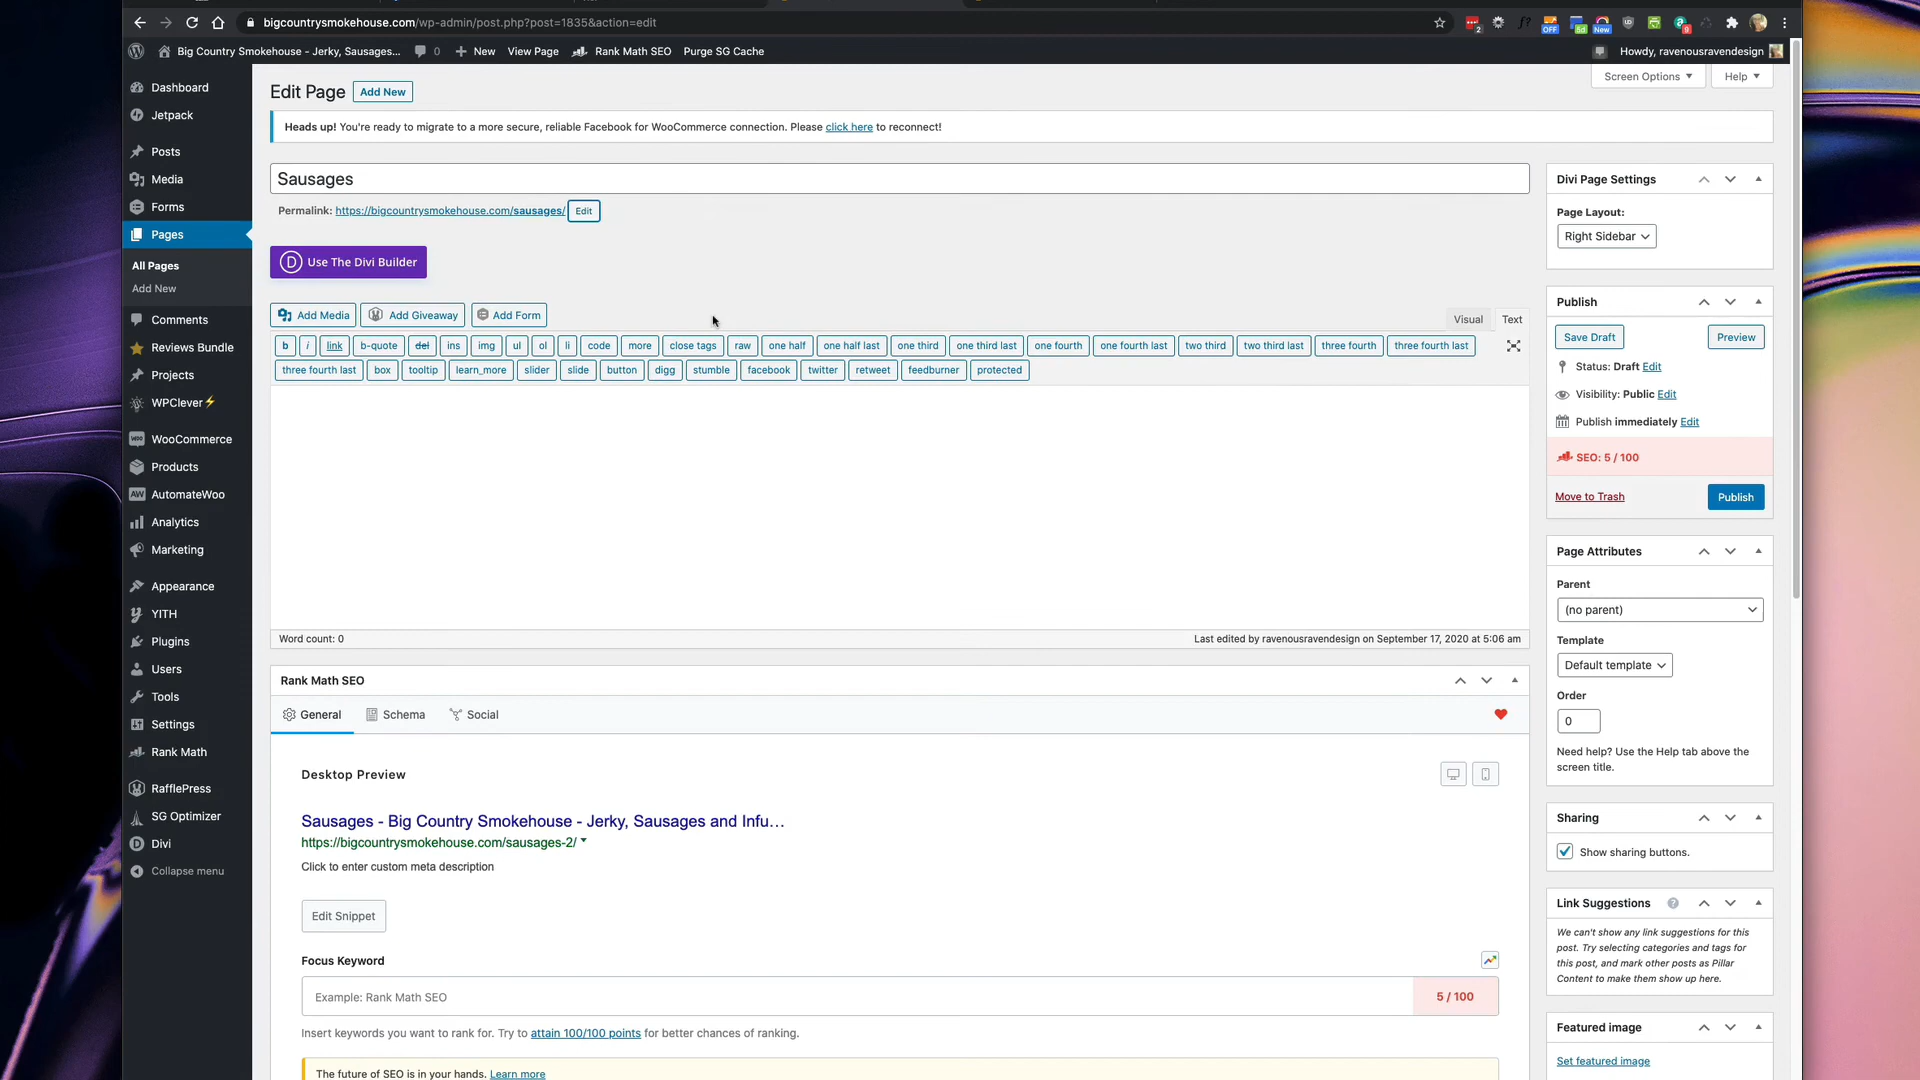 bigcountrysmokehouse.com/wp-admin/post.php?post=1835&action=edit
2
f?
OFF
5d
New
9
Big Country Smokehouse - Jerky, Sausages...
0
New
View Page
Rank Math SEO
Purge SG Cache
Howdy, ravenousravendesign
Dashboard
Jetpack
Posts
Media
Forms
Pages
All Pages
Add New
Comments
Reviews Bundle
Projects
WPClever⚡
WooCommerce
Products
AutomateWoo
Analytics
Marketing
Appearance
YITH
Plugins
Users
Tools
Settings
Rank Math
RafflePress
SG Optimizer
Divi
Collapse menu
Screen Options
Help
Edit Page
Add New
Heads up! You're ready to migrate to a more secure, reliable Facebook for WooCommerce connection. Please click here to reconnect!
Sausages
Permalink: https://bigcountrysmokehouse.com/sausages/ Edit
D Use The Divi Builder
Add Media
Add Giveaway
Add Form
Visual
Text
b i link b-quote del ins img ul ol li code more close tags raw one half one half last one third one third last one fourth one fourth last two third two third last three fourth three fourth last
three fourth last box tooltip learn_more slider slide button digg stumble facebook twitter retweet feedburner protected
Word count: 0
Last edited by ravenousravendesign on September 17, 2020 at 5:06 am
Rank Math SEO
General
Schema
Social
Desktop Preview
Sausages - Big Country Smokehouse - Jerky, Sausages and Infu...
https://bigcountrysmokehouse.com/sausages-2/
Click to enter custom meta description
Edit Snippet
Focus Keyword
Example: Rank Math SEO
5 / 100
Insert keywords you want to rank for. Try to attain 100/100 points for better chances of ranking.
The future of SEO is in your hands. Learn more
Divi Page Settings
Page Layout:
Right Sidebar
Publish
Save Draft
Preview
Status: Draft Edit
Visibility: Public Edit
Publish immediately Edit
SEO: 5 / 100
Move to Trash
Publish
Page Attributes
Parent
(no parent)
Template
Default template
Order
0
Need help? Use the Help tab above the
screen title.
Sharing
Show sharing buttons.
Link Suggestions
We can't show any link suggestions for this
post. Try selecting categories and tags for
this post, and mark other posts as Pillar
Content to make them show up here.
Featured image
Set featured image